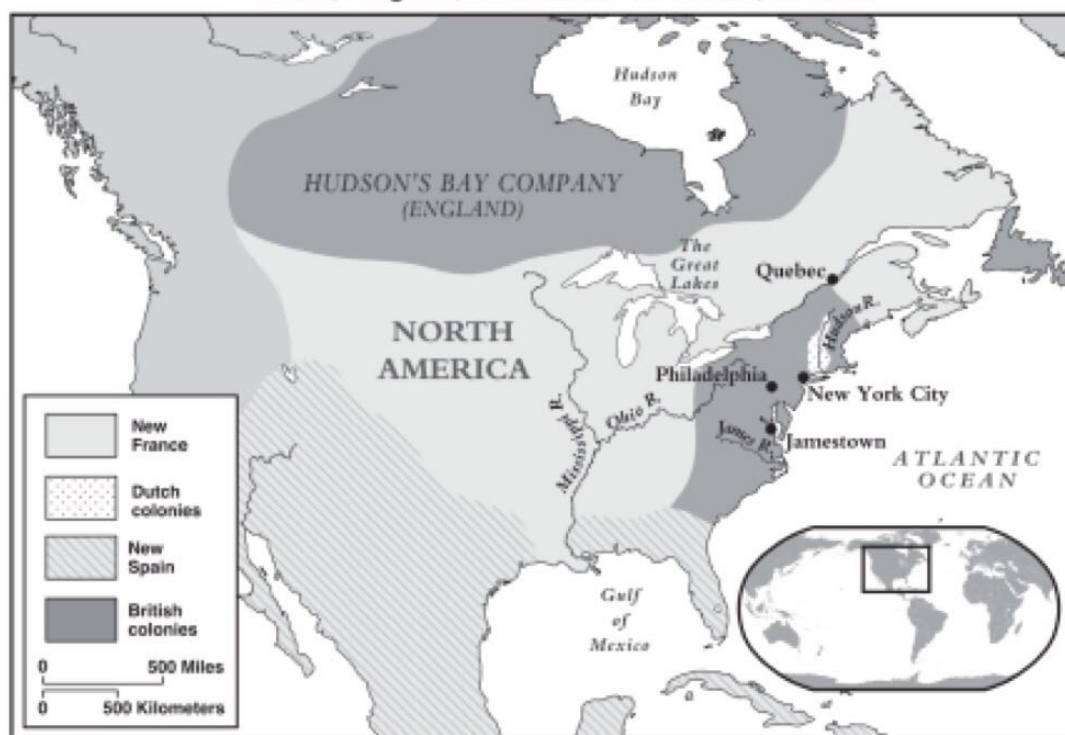 Hudson
Bay
HUDSON'S BAY COMPANY
(ENGLAND)
The
Great
Lakes
Quebec
Hudson R.
NORTH
AMERICA
Philadelphia
New York City
Mississippi R.
Ohio R.
James R.
Jamestown
ATLANTIC
OCEAN
Gulf
of
Mexico
New
France
Dutch
colonies
New
Spain
British
colonies
0 500 Miles
0 500 Kilometers